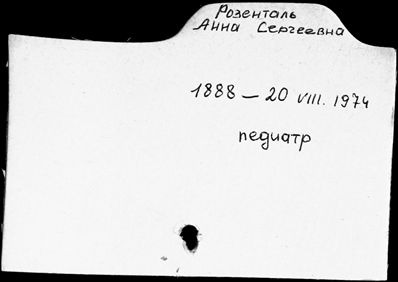 Розенталь
Анна Сергеевна
1888 — 20 VIII. 1974
педиатр